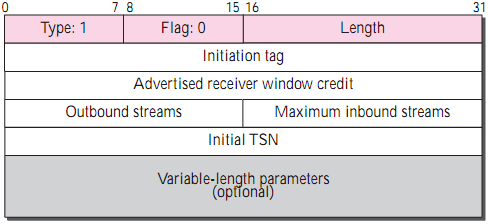 0 7 8 15 16 31
Type: 1 Flag: 0 Length
Initiation tag
Advertised receiver window credit
Outbound streams Maximum inbound streams
Initial TSN
Variable-length parameters
(optional)